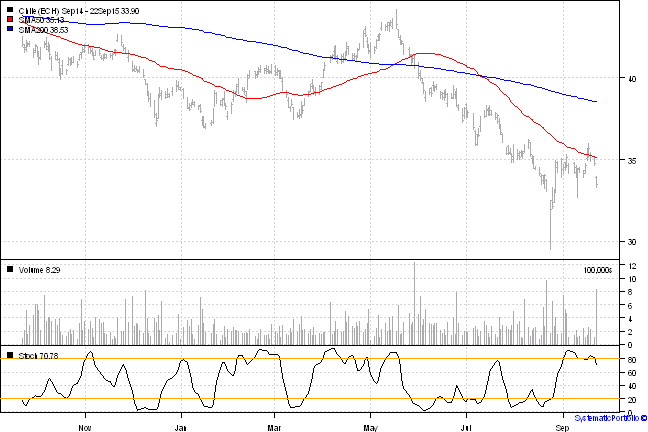 Chile (ECH) Sep14 - 22Sep15 33.90
SMA50 35.13
SMA200 38.53
40
35
30
Volume 8.29
100,000s
12
10
8
6
4
2
0
Stoch 70.78
80
60
40
20
0
Nov Jan Mar May Jul Sep
SystematicPortfolio ©